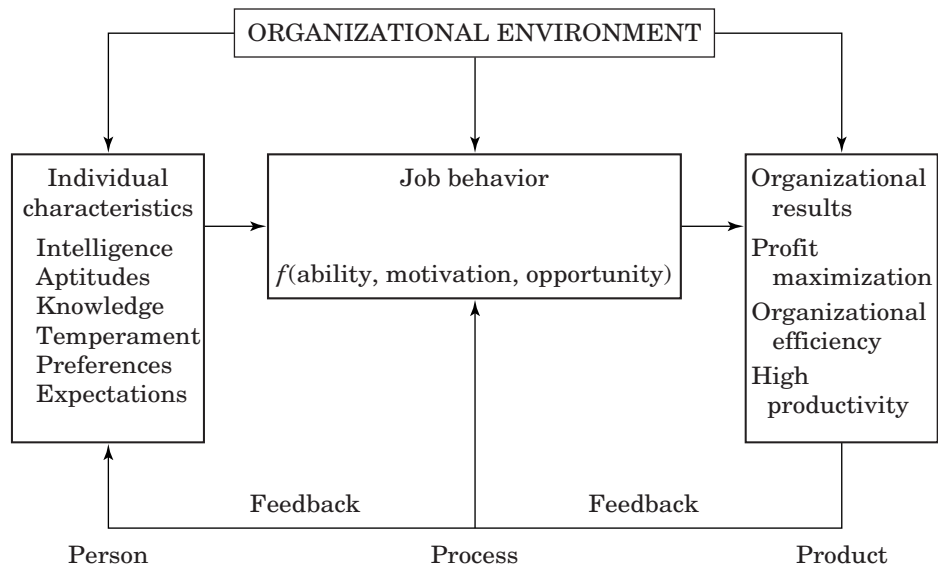 ORGANIZATIONAL ENVIRONMENT
Individual
characteristics
Intelligence
Aptitudes
Knowledge
Temperament
Preferences
Expectations
Job behavior
f(ability, motivation, opportunity)
Organizational
results
Profit
maximization
Organizational
efficiency
High
productivity
Feedback
Feedback
Person
Process
Product